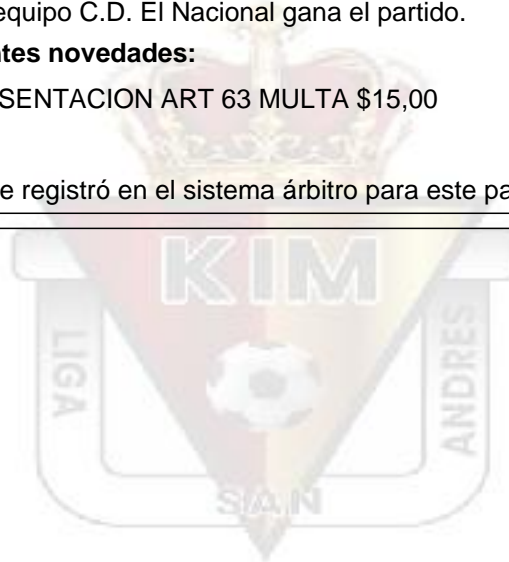 equipo C.D. El Nacional gana el partido.
ntes novedades:
SENTACION ART 63 MULTA $15,00
e registró en el sistema árbitro para este pa
KIM
LIGA
ANDRES
SAN